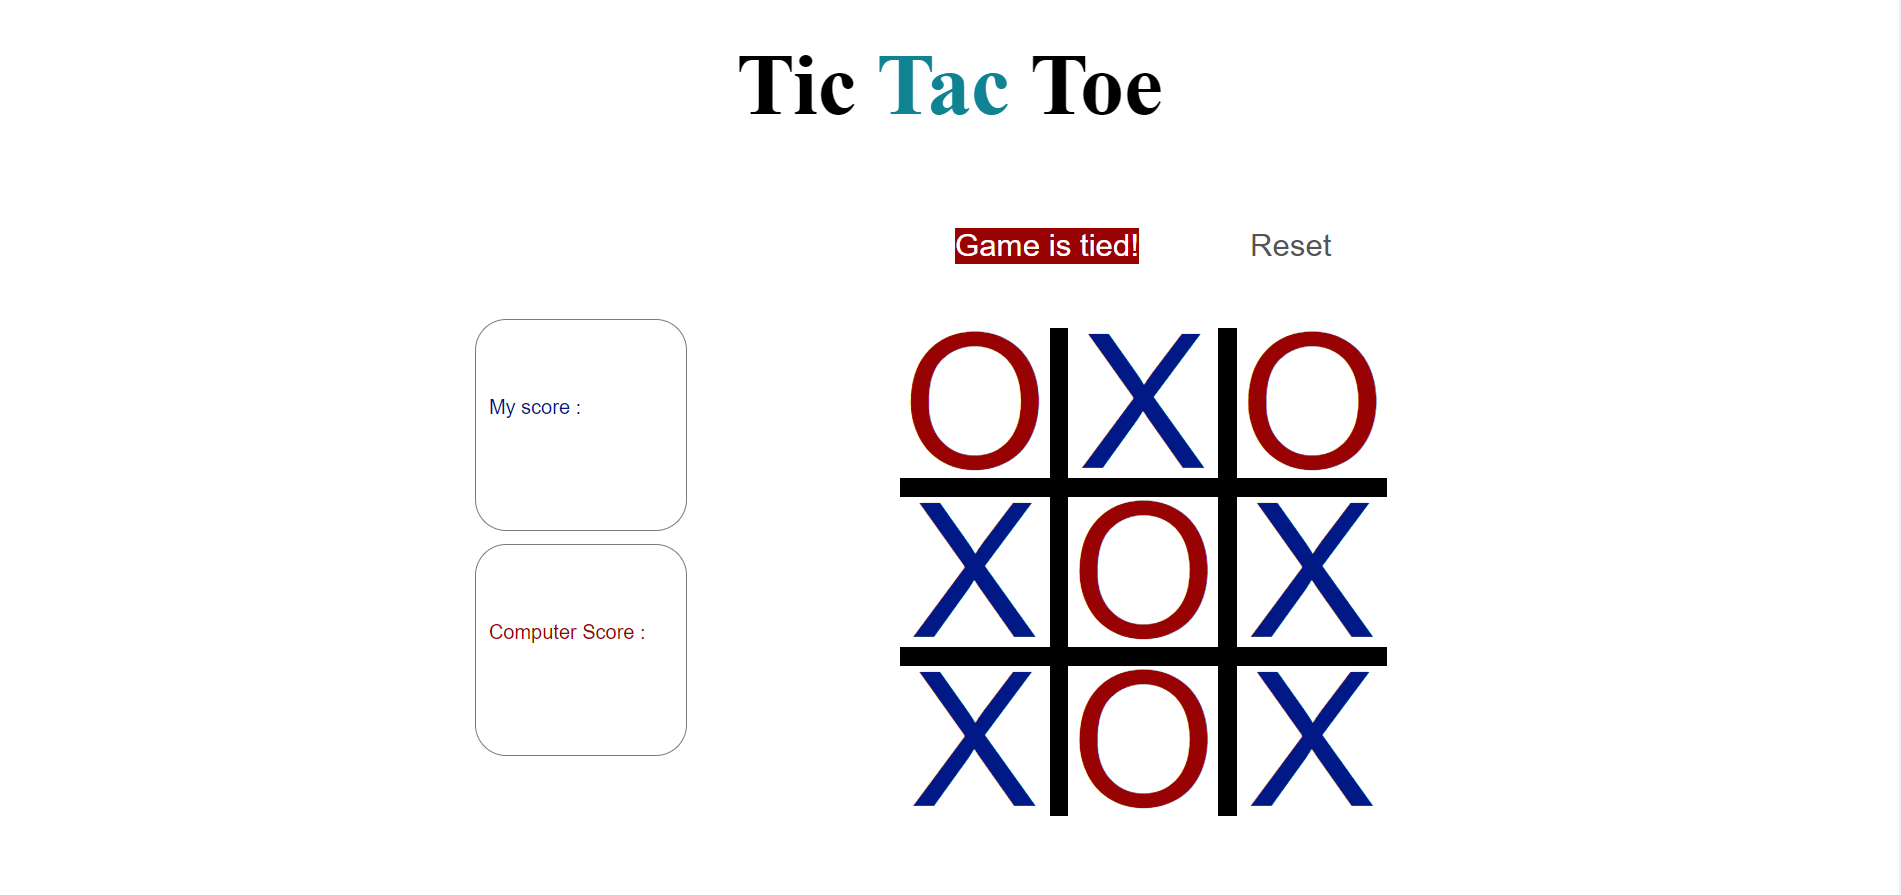 Tic Tac Toe
Game is tied! Reset
My score :
Computer Score :
O X O
X O X
X O X